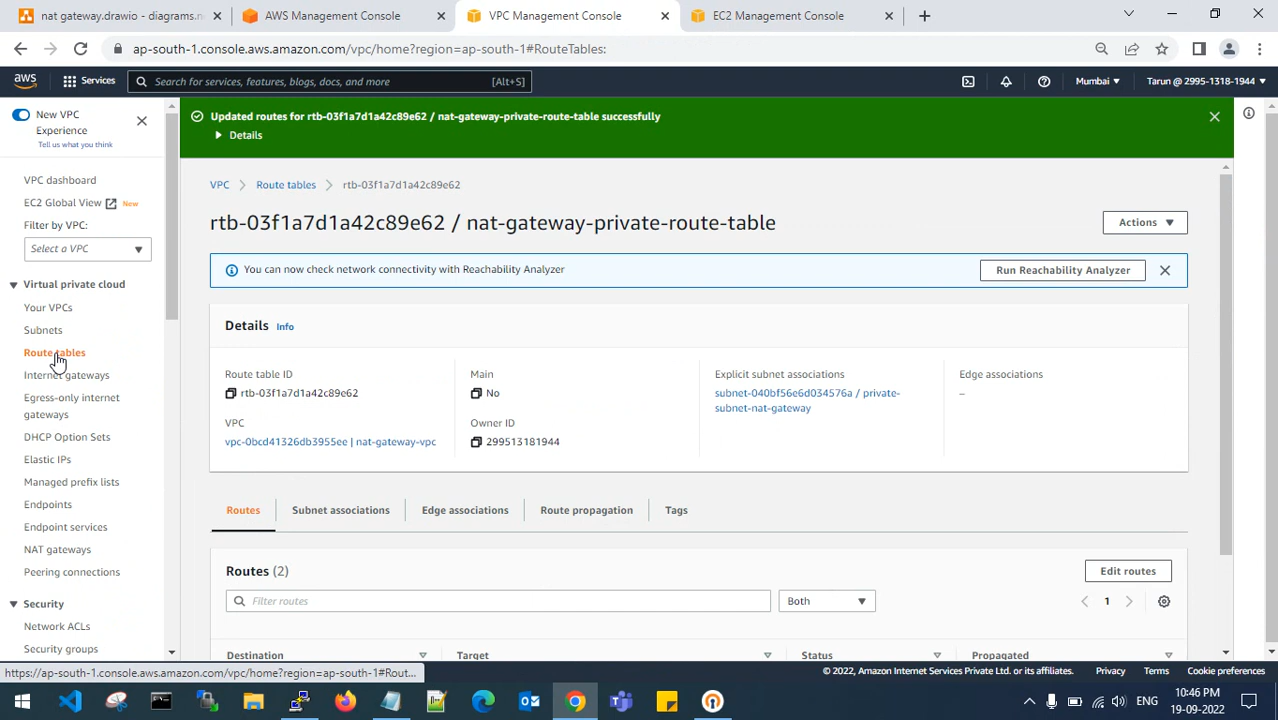 nat gateway.drawio - diagrams.ne
AWS Management Console
VPC Management Console
EC2 Management Console
ap-south-1.console.aws.amazon.com/vpc/home?region=ap-south-1#RouteTables:
aws
Services
Search for services, features, blogs, docs, and more
[Alt+S]
Mumbai
Tarun @ 2995-1318-1944
New VPC
Experience
Tell us what you think
Updated routes for rtb-03f1a7d1a42c89e62 / nat-gateway-private-route-table successfully
Details
VPC dashboard
EC2 Global View
New
Filter by VPC:
Select a VPC
Virtual private cloud
Your VPCs
Subnets
Route tables
Internet gateways
Egress-only internet
gateways
DHCP Option Sets
Elastic IPs
Managed prefix lists
Endpoints
Endpoint services
NAT gateways
Peering connections
Security
Network ACLs
Security groups
VPC
Route tables
rtb-03f1a7d1a42c89e62
rtb-03f1a7d1a42c89e62 / nat-gateway-private-route-table
Actions
You can now check network connectivity with Reachability Analyzer
Run Reachability Analyzer
Details
Info
Route table ID
rtb-03f1a7d1a42c89e62
Main
No
Explicit subnet associations
subnet-040bf56e6d034576a / private-
subnet-nat-gateway
Edge associations
–
VPC
vpc-0bcd41326db3955ee | nat-gateway-vpc
Owner ID
299513181944
Routes
Subnet associations
Edge associations
Route propagation
Tags
Routes (2)
Edit routes
Filter routes
Both
1
Destination
Target
Status
Propagated
https://ap-south-1.console.aws.amazon.com/vpc/home?region=ap-south-1#Rout...
© 2022, Amazon Internet Services Private Ltd. or its affiliates.
Privacy
Terms
Cookie preferences
ENG
10:46 PM
19-09-2022